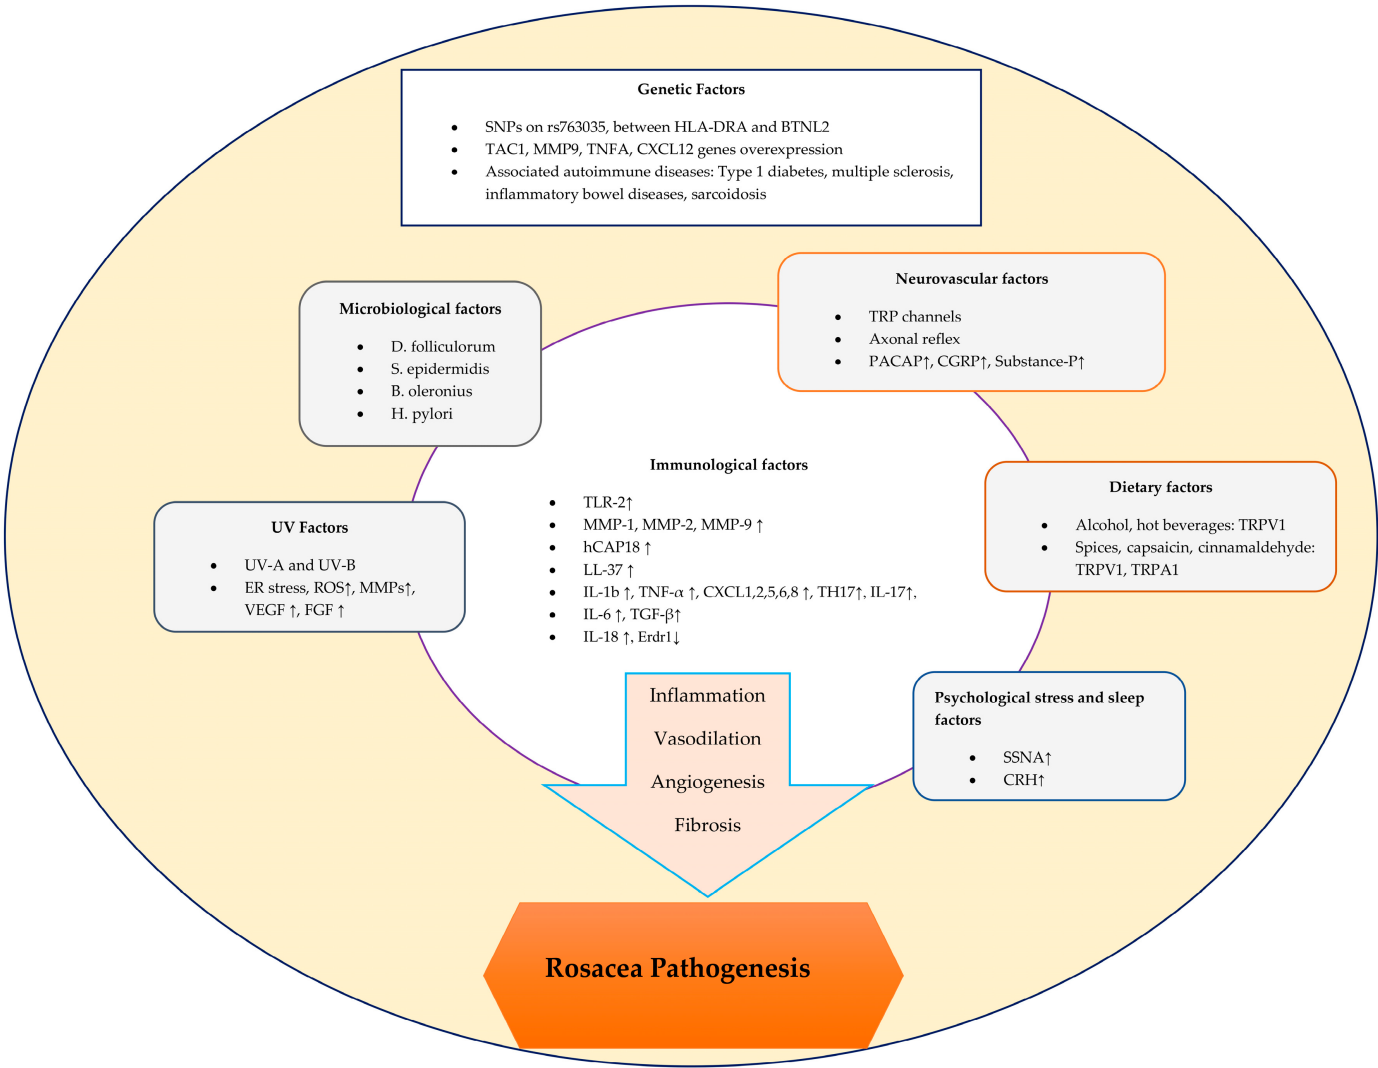 Genetic Factors
• SNPs on rs763035, between HLA-DRA and BTNL2
• TAC1, MMP9, TNFA, CXCL12 genes overexpression
• Associated autoimmune diseases: Type 1 diabetes, multiple sclerosis,
inflammatory bowel diseases, sarcoidosis
Neurovascular factors
• TRP channels
• Axonal reflex
• PACAP↑, CGRP↑, Substance-P↑
Microbiological factors
• D. folliculorum
• S. epidermidis
• B. oleronius
• H. pylori
Immunological factors
• TLR-2↑
• MMP-1, MMP-2, MMP-9 ↑
• hCAP18 ↑
• LL-37 ↑
• IL-1b ↑, TNF-α ↑, CXCL1,2,5,6,8 ↑, TH17↑, IL-17↑,
• IL-6 ↑, TGF-β↑
• IL-18 ↑, Erdr1↓
Dietary factors
• Alcohol, hot beverages: TRPV1
• Spices, capsaicin, cinnamaldehyde:
TRPV1, TRPA1
UV Factors
• UV-A and UV-B
• ER stress, ROS↑, MMPs↑,
VEGF ↑, FGF ↑
Psychological stress and sleep
factors
• SSNA↑
• CRH↑
Inflammation
Vasodilation
Angiogenesis
Fibrosis
Rosacea Pathogenesis